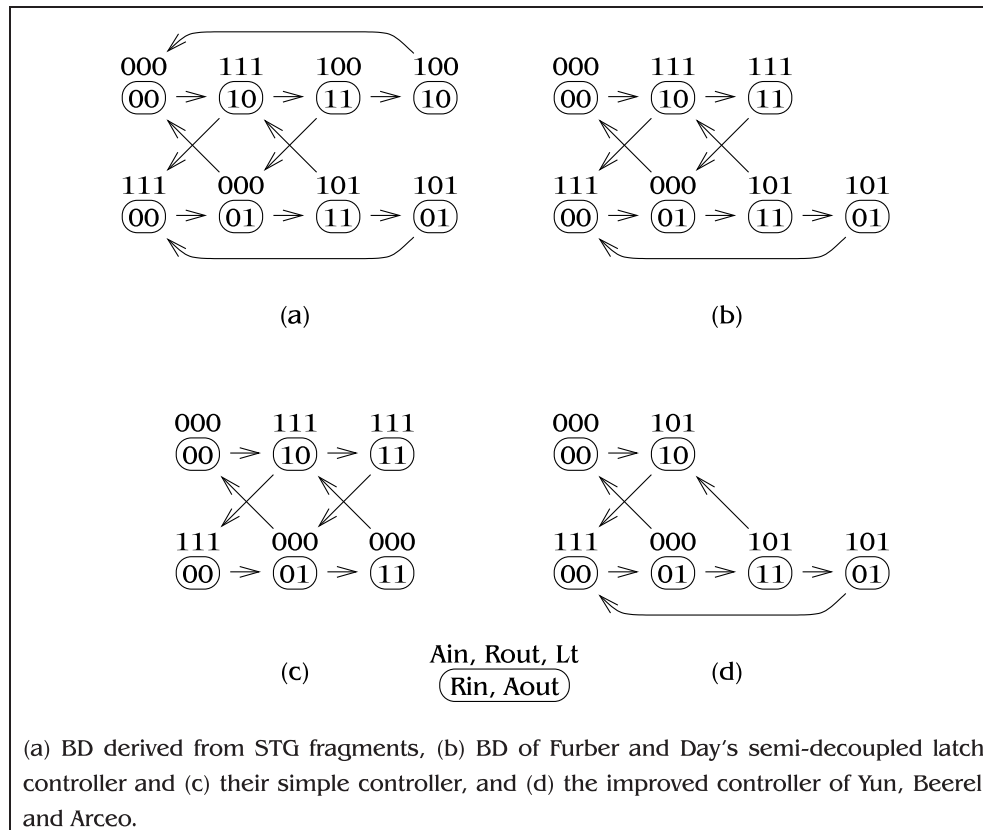 000 111 100 100
00 10 11 10
111 000 101 101
00 01 11 01
(a)
000 111 111
00 10 11
111 000 101 101
00 01 11 01
(b)
000 111 111
00 10 11
111 000 000
00 01 11
(c)
000 101
00 10
111 000 101 101
00 01 11 01
(d)
Ain, Rout, Lt
Rin, Aout
(a) BD derived from STG fragments, (b) BD of Furber and Day's semi-decoupled latch
controller and (c) their simple controller, and (d) the improved controller of Yun, Beerel
and Arceo.